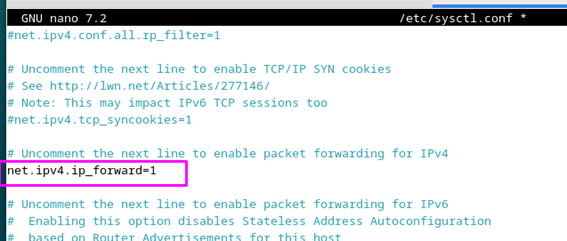 GNU nano 7.2 /etc/sysctl.conf *
#net.ipv4.conf.all.rp_filter=1
# Uncomment the next line to enable TCP/IP SYN cookies
# See http://lwn.net/Articles/277146/
# Note: This may impact IPv6 TCP sessions too
#net.ipv4.tcp_syncookies=1
# Uncomment the next line to enable packet forwarding for IPv4
net.ipv4.ip_forward=1
# Uncomment the next line to enable packet forwarding for IPv6
#  Enabling this option disables Stateless Address Autoconfiguration
#  based on Router Advertisements for this host